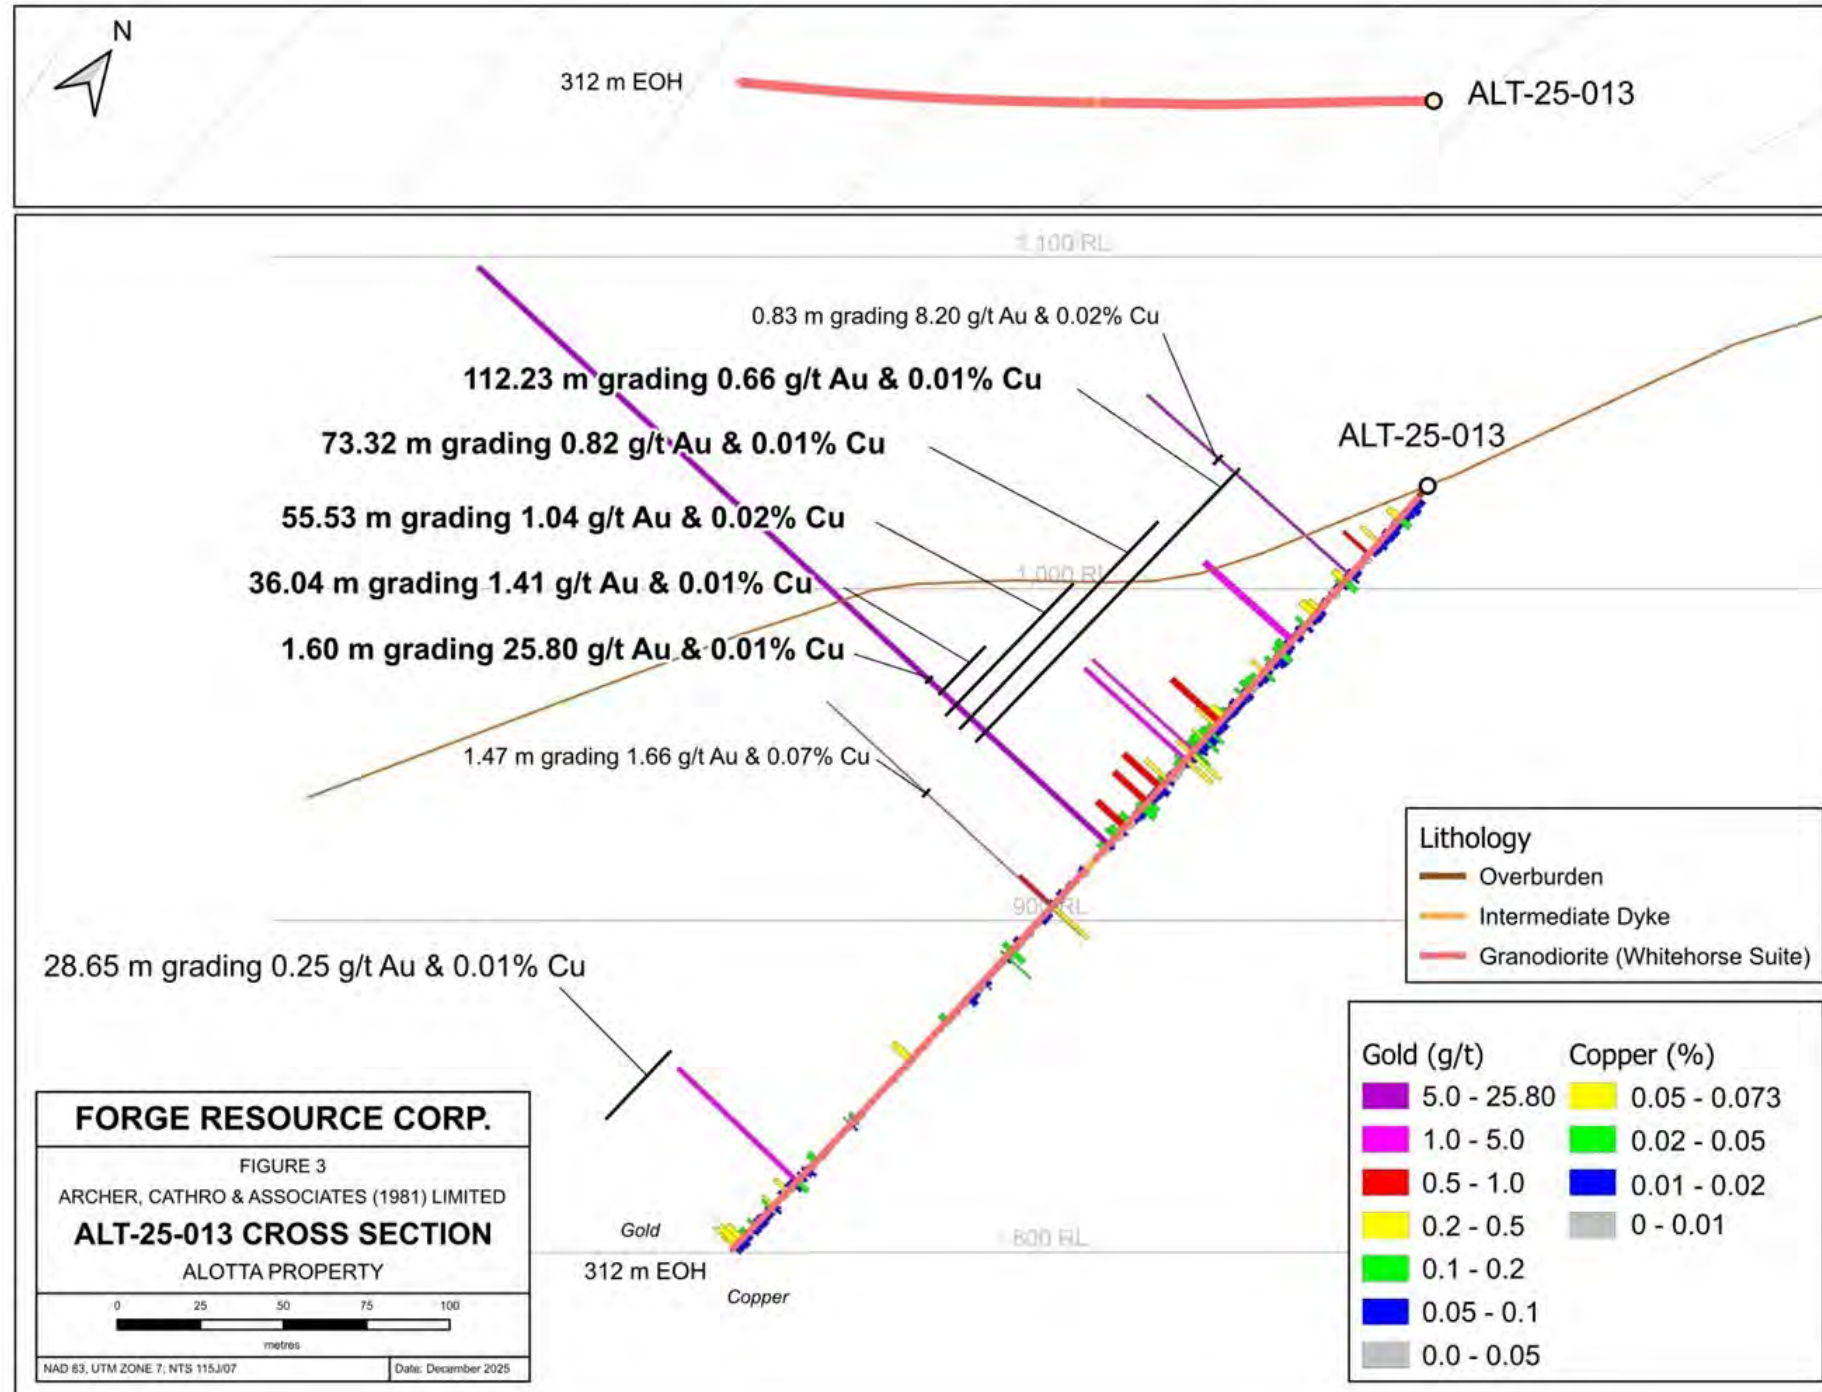 N
312 m EOH
ALT-25-013
1,100 RL
0.83 m grading 8.20 g/t Au & 0.02% Cu
112.23 m grading 0.66 g/t Au & 0.01% Cu
73.32 m grading 0.82 g/t Au & 0.01% Cu
ALT-25-013
55.53 m grading 1.04 g/t Au & 0.02% Cu
1,000 RL
36.04 m grading 1.41 g/t Au & 0.01% Cu
1.60 m grading 25.80 g/t Au & 0.01% Cu
1.47 m grading 1.66 g/t Au & 0.07% Cu
900 RL
28.65 m grading 0.25 g/t Au & 0.01% Cu
Lithology
Overburden
Intermediate Dyke
Granodiorite (Whitehorse Suite)
Gold (g/t) Copper (%)
5.0 - 25.80 0.05 - 0.073
1.0 - 5.0 0.02 - 0.05
0.5 - 1.0 0.01 - 0.02
0.2 - 0.5 0 - 0.01
0.1 - 0.2
0.05 - 0.1
0.0 - 0.05
Gold
800 RL
312 m EOH
Copper
FORGE RESOURCE CORP.
FIGURE 3
ARCHER, CATHRO & ASSOCIATES (1981) LIMITED
ALT-25-013 CROSS SECTION
ALOTTA PROPERTY
0 25 50 75 100
metres
NAD 83, UTM ZONE 7; NTS 115J/07 Date: December 2025